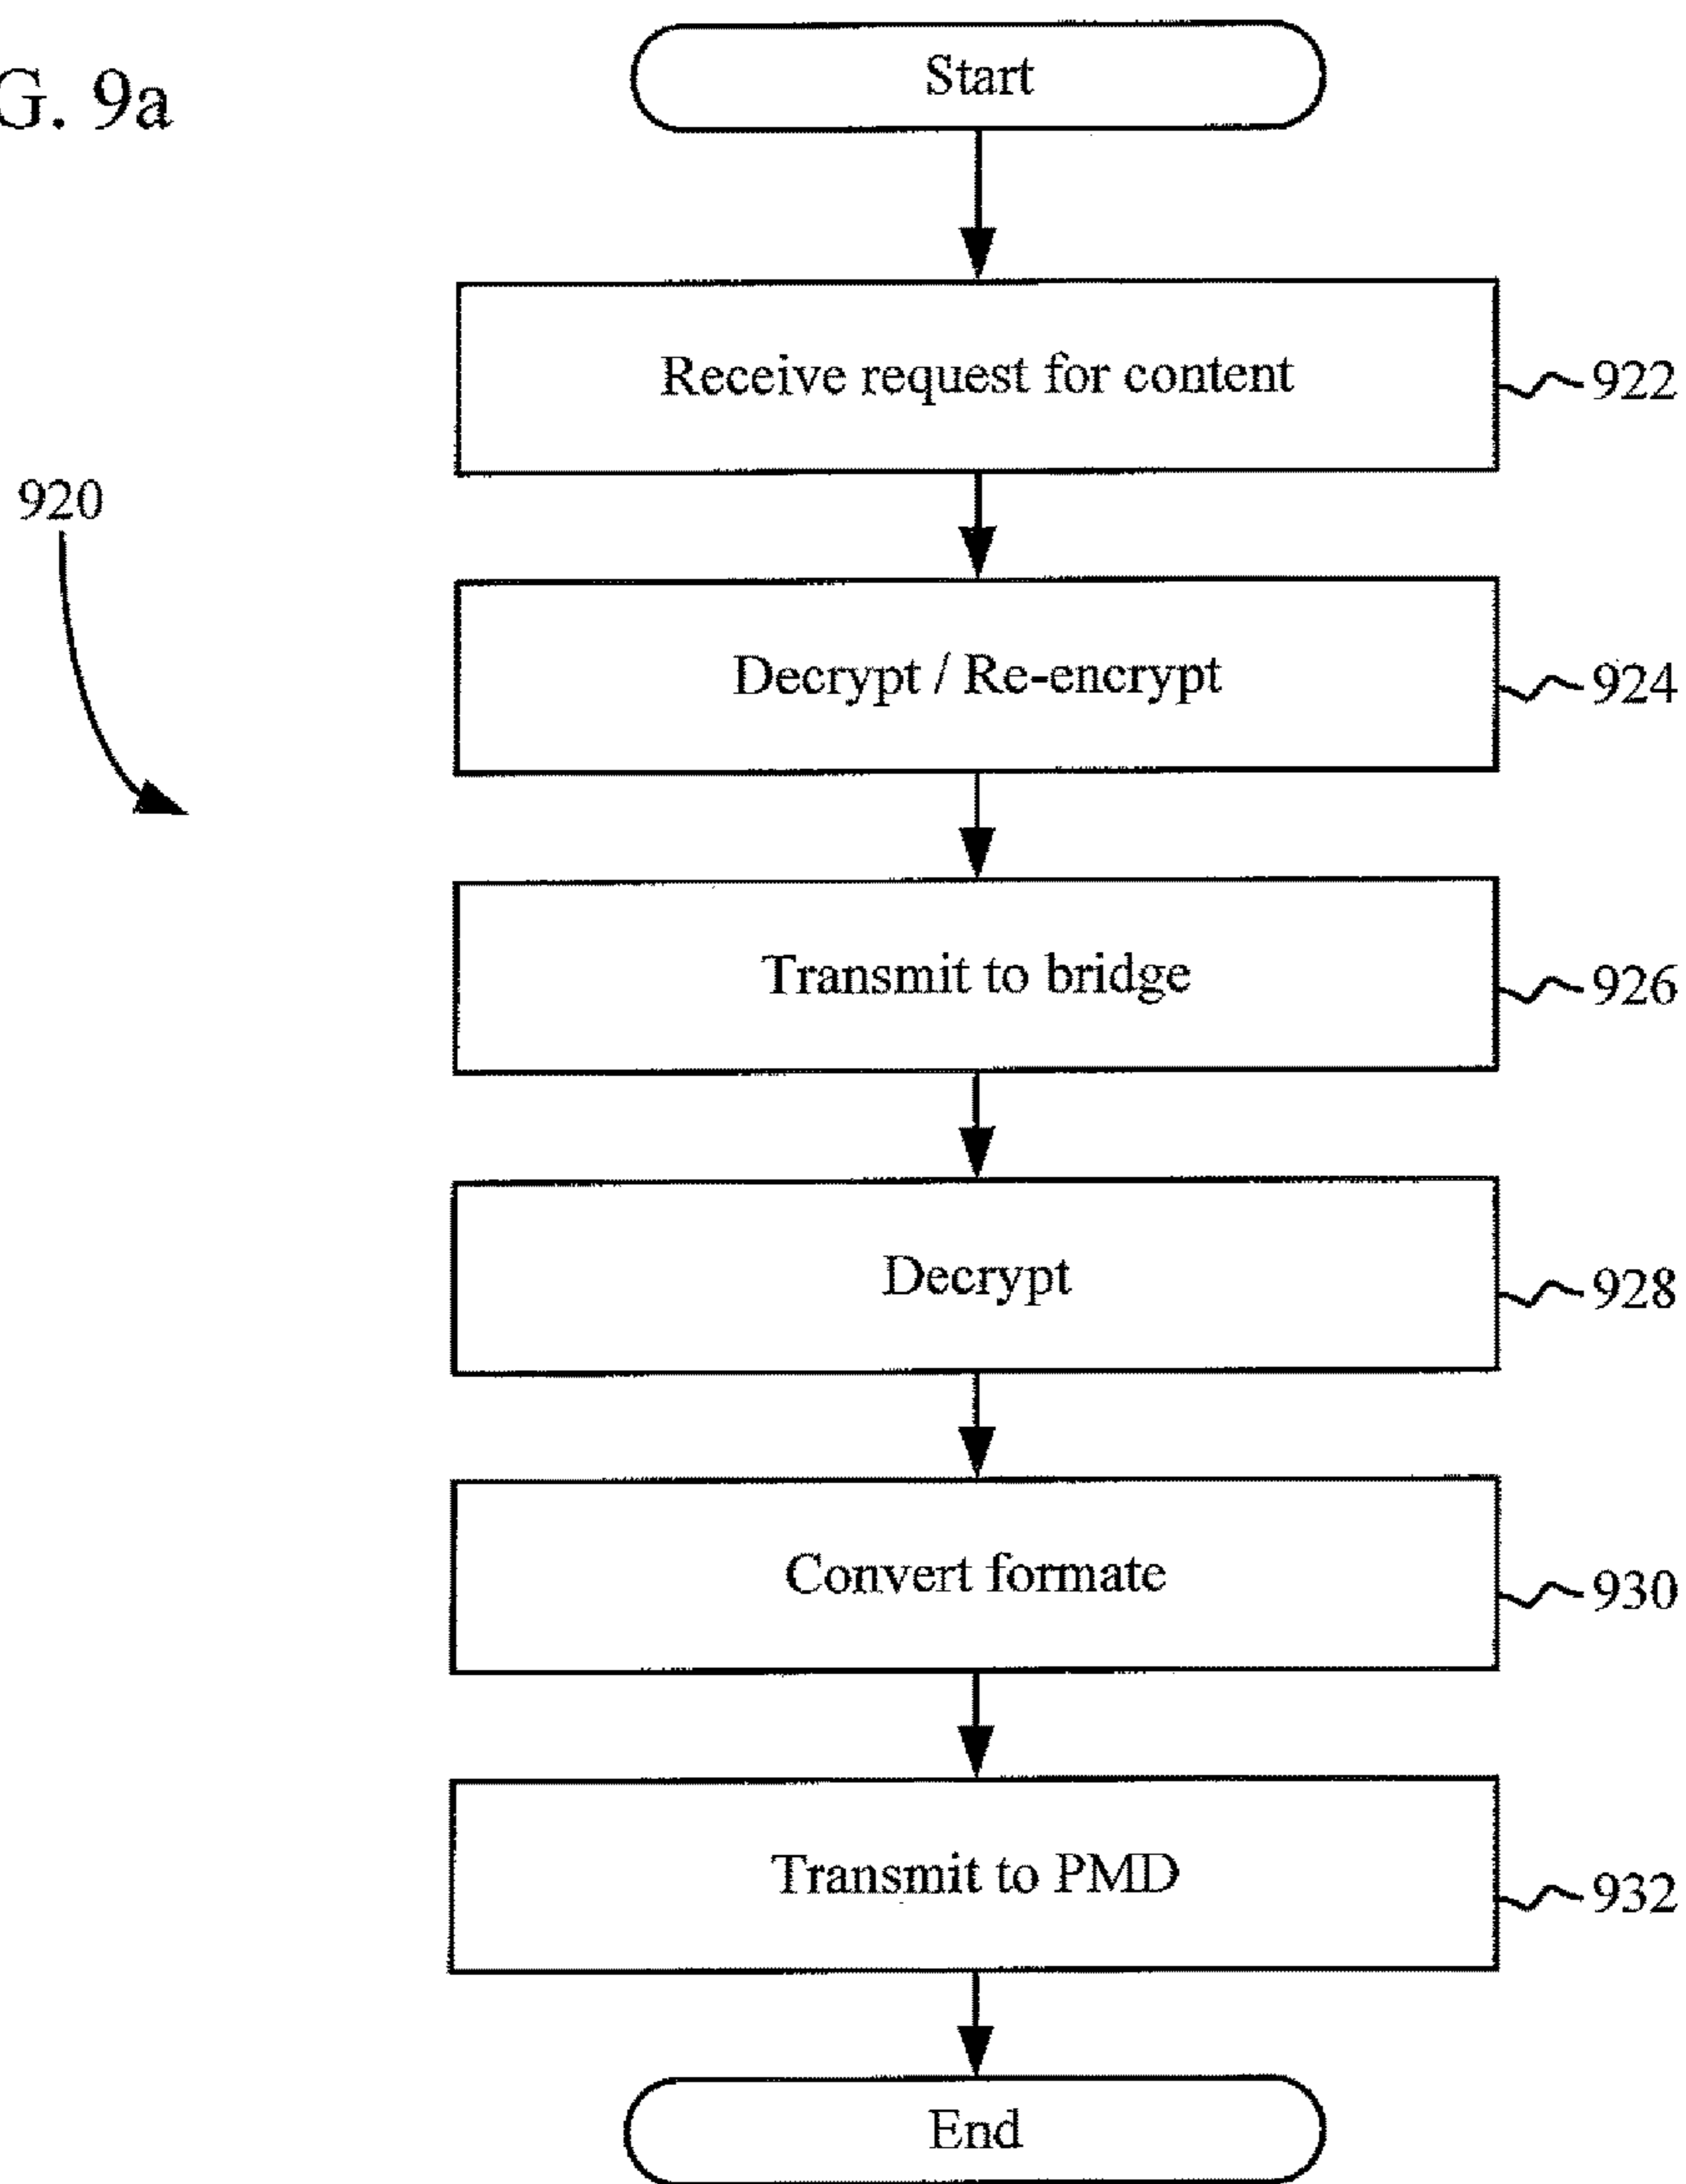 G. 9a
Start
Receive request for content
922
920
Decrypt / Re-encrypt
924
Transmit to bridge
926
Decrypt
928
Convert formate
930
Transmit to PMD
932
End